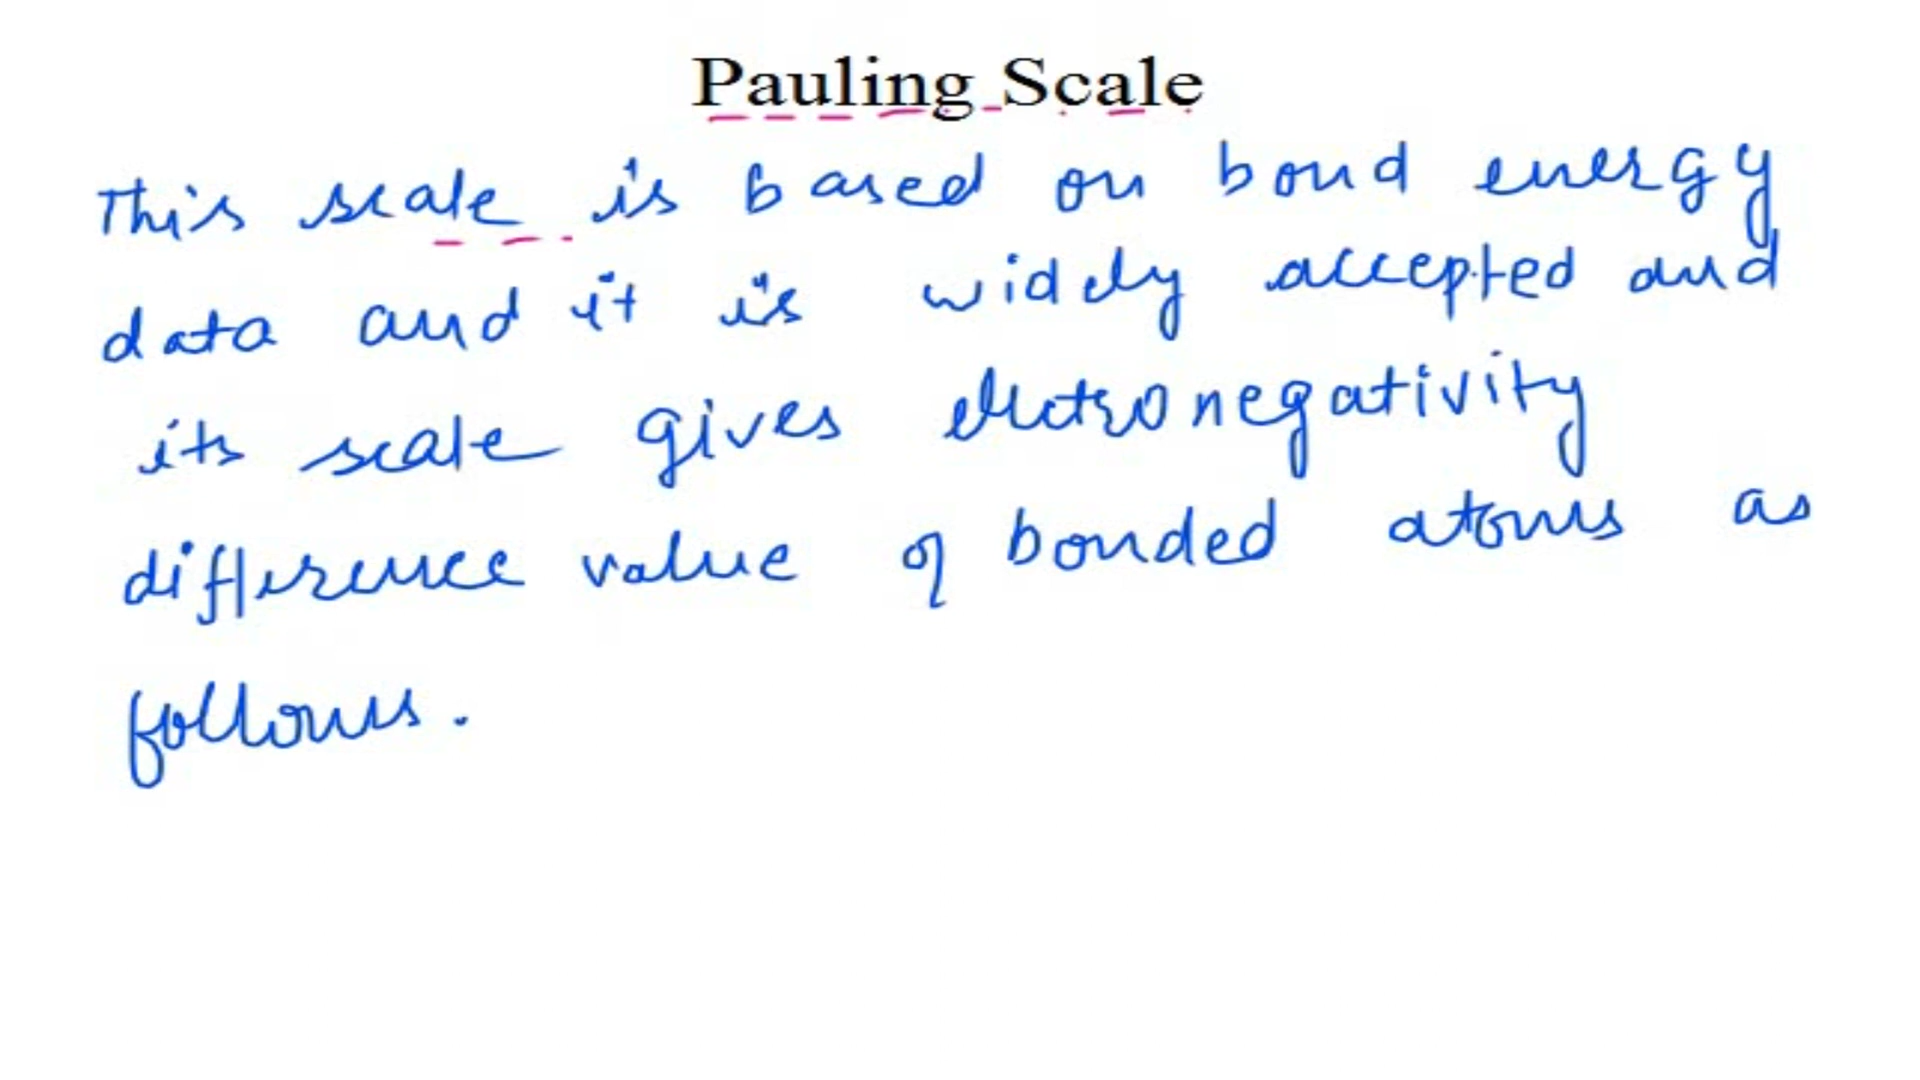 Pauling Scale
This scale is based on bond energy
data and it is widely accepted and
its scale gives electronegativity
difference value of bonded atoms as
follows.